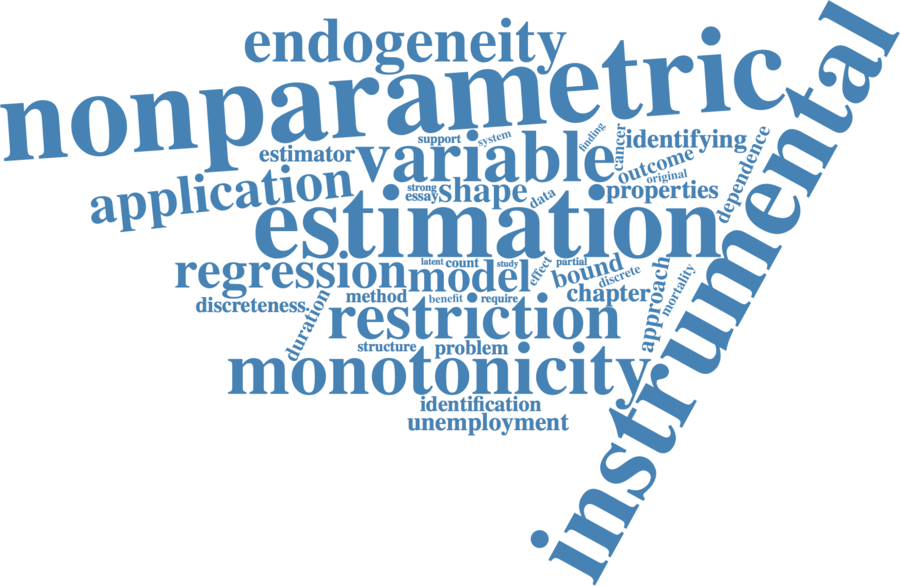 endogeneity
nonparametric
instrumental
support
system
finding
cancer
identifying
estimator
variable
outcome
original
dependence
application
strong
essay
shape
data
properties
estimation
regression
latent
count
study
effect
partial
bound
discrete
model
chapter
approach
mortality
discreteness
duration
method
benefit
require
restriction
structure
problem
monotonicity
identification
unemployment